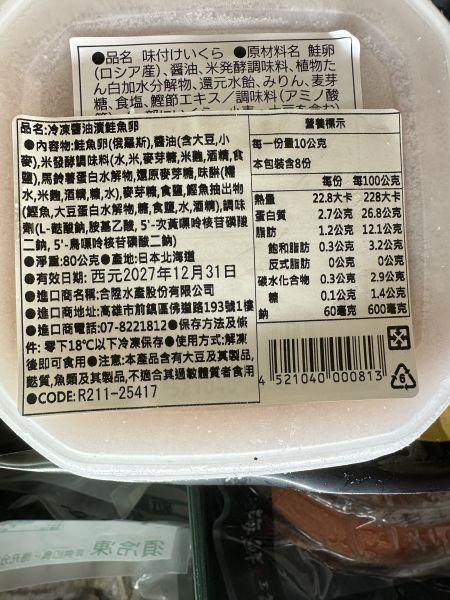 ●品名 味付けいくら ●原材料名 鮭卵
(ロシア産)、醤油、米発酵調味料、植物た
ん白加水分解物、還元水飴、みりん、麦芽
糖、食塩、鰹節エキス/調味料(アミノ酸
品名:冷凍醬油漬鮭魚卵
●內容物:鮭魚卵(俄羅斯),醬油(含大豆,小
麥),米發酵調味料(水,米,麥芽糖,米麴,酒精,食
鹽),馬鈴薯蛋白水解物,還原麥芽糖,味醂(糯
米,米麴,酒精,糖,水),麥芽糖,食鹽,鰹魚抽出物
(鰹魚,大豆蛋白水解物,糖,食鹽,水,酒精),調味
劑(L-麩酸鈉,胺基乙酸, 5'-次黃嘌呤核苷磷酸
二鈉, 5'-鳥嘌呤核苷磷酸二鈉)
●淨重:80公克●產地:日本北海道
●有效日期: 西元2027年12月31日
●進口商名稱:合陞水產股份有限公司
●進口商地址:高雄市前鎮區佛道路193號1樓
●進口商電話:07-8221812●保存方法及條
件: 零下18℃以下冷凍保存●使用方式:解凍
後即可食用●注意:本產品含有大豆及其製品,
麩質,魚類及其製品,不適合其過敏體質者食用
●CODE:R211-25417
營養標示
每一份量10公克
本包裝含8份
每份 每100公克
熱量 22.8大卡 228大卡
蛋白質 2.7公克 26.8公克
脂肪 1.2公克 12.1公克
飽和脂肪 0.3公克 3.2公克
反式脂肪 0公克 0公克
碳水化合物 0.3公克 2.9公克
糖 0.1公克 1.4公克
鈉 60毫克 600毫克
4 521040 000813
6
須冷凍